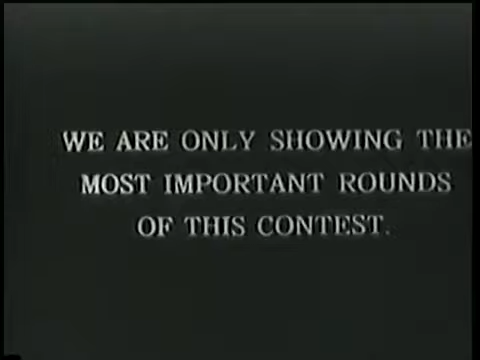 WE ARE ONLY SHOWING THE
MOST IMPORTANT ROUNDS
OF THIS CONTEST.